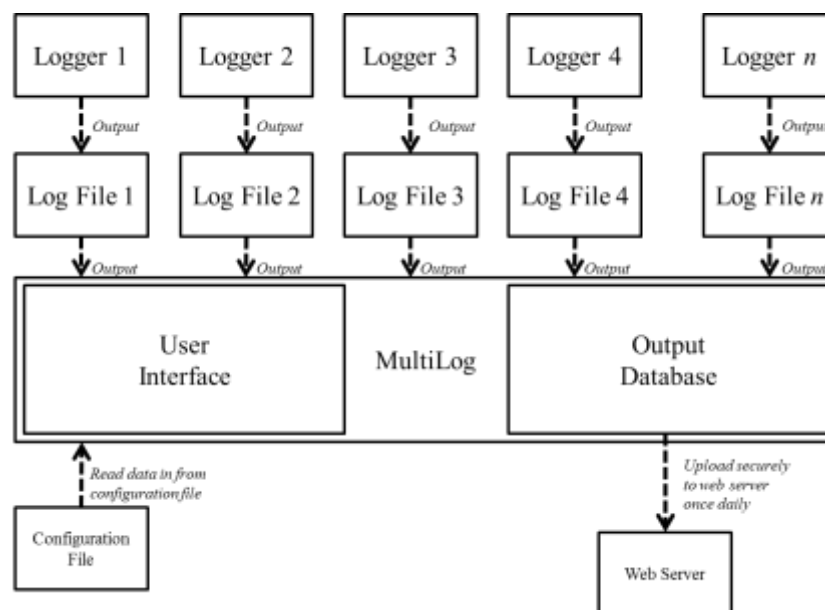 Logger 1
Logger 2
Logger 3
Logger 4
Logger n
Output
Output
Output
Output
Output
Log File 1
Log File 2
Log File 3
Log File 4
Log File n
Output
Output
Output
Output
Output
User
Interface
MultiLog
Output
Database
Read data in from
configuration file
Upload securely
to web server
once daily
Configuration
File
Web Server